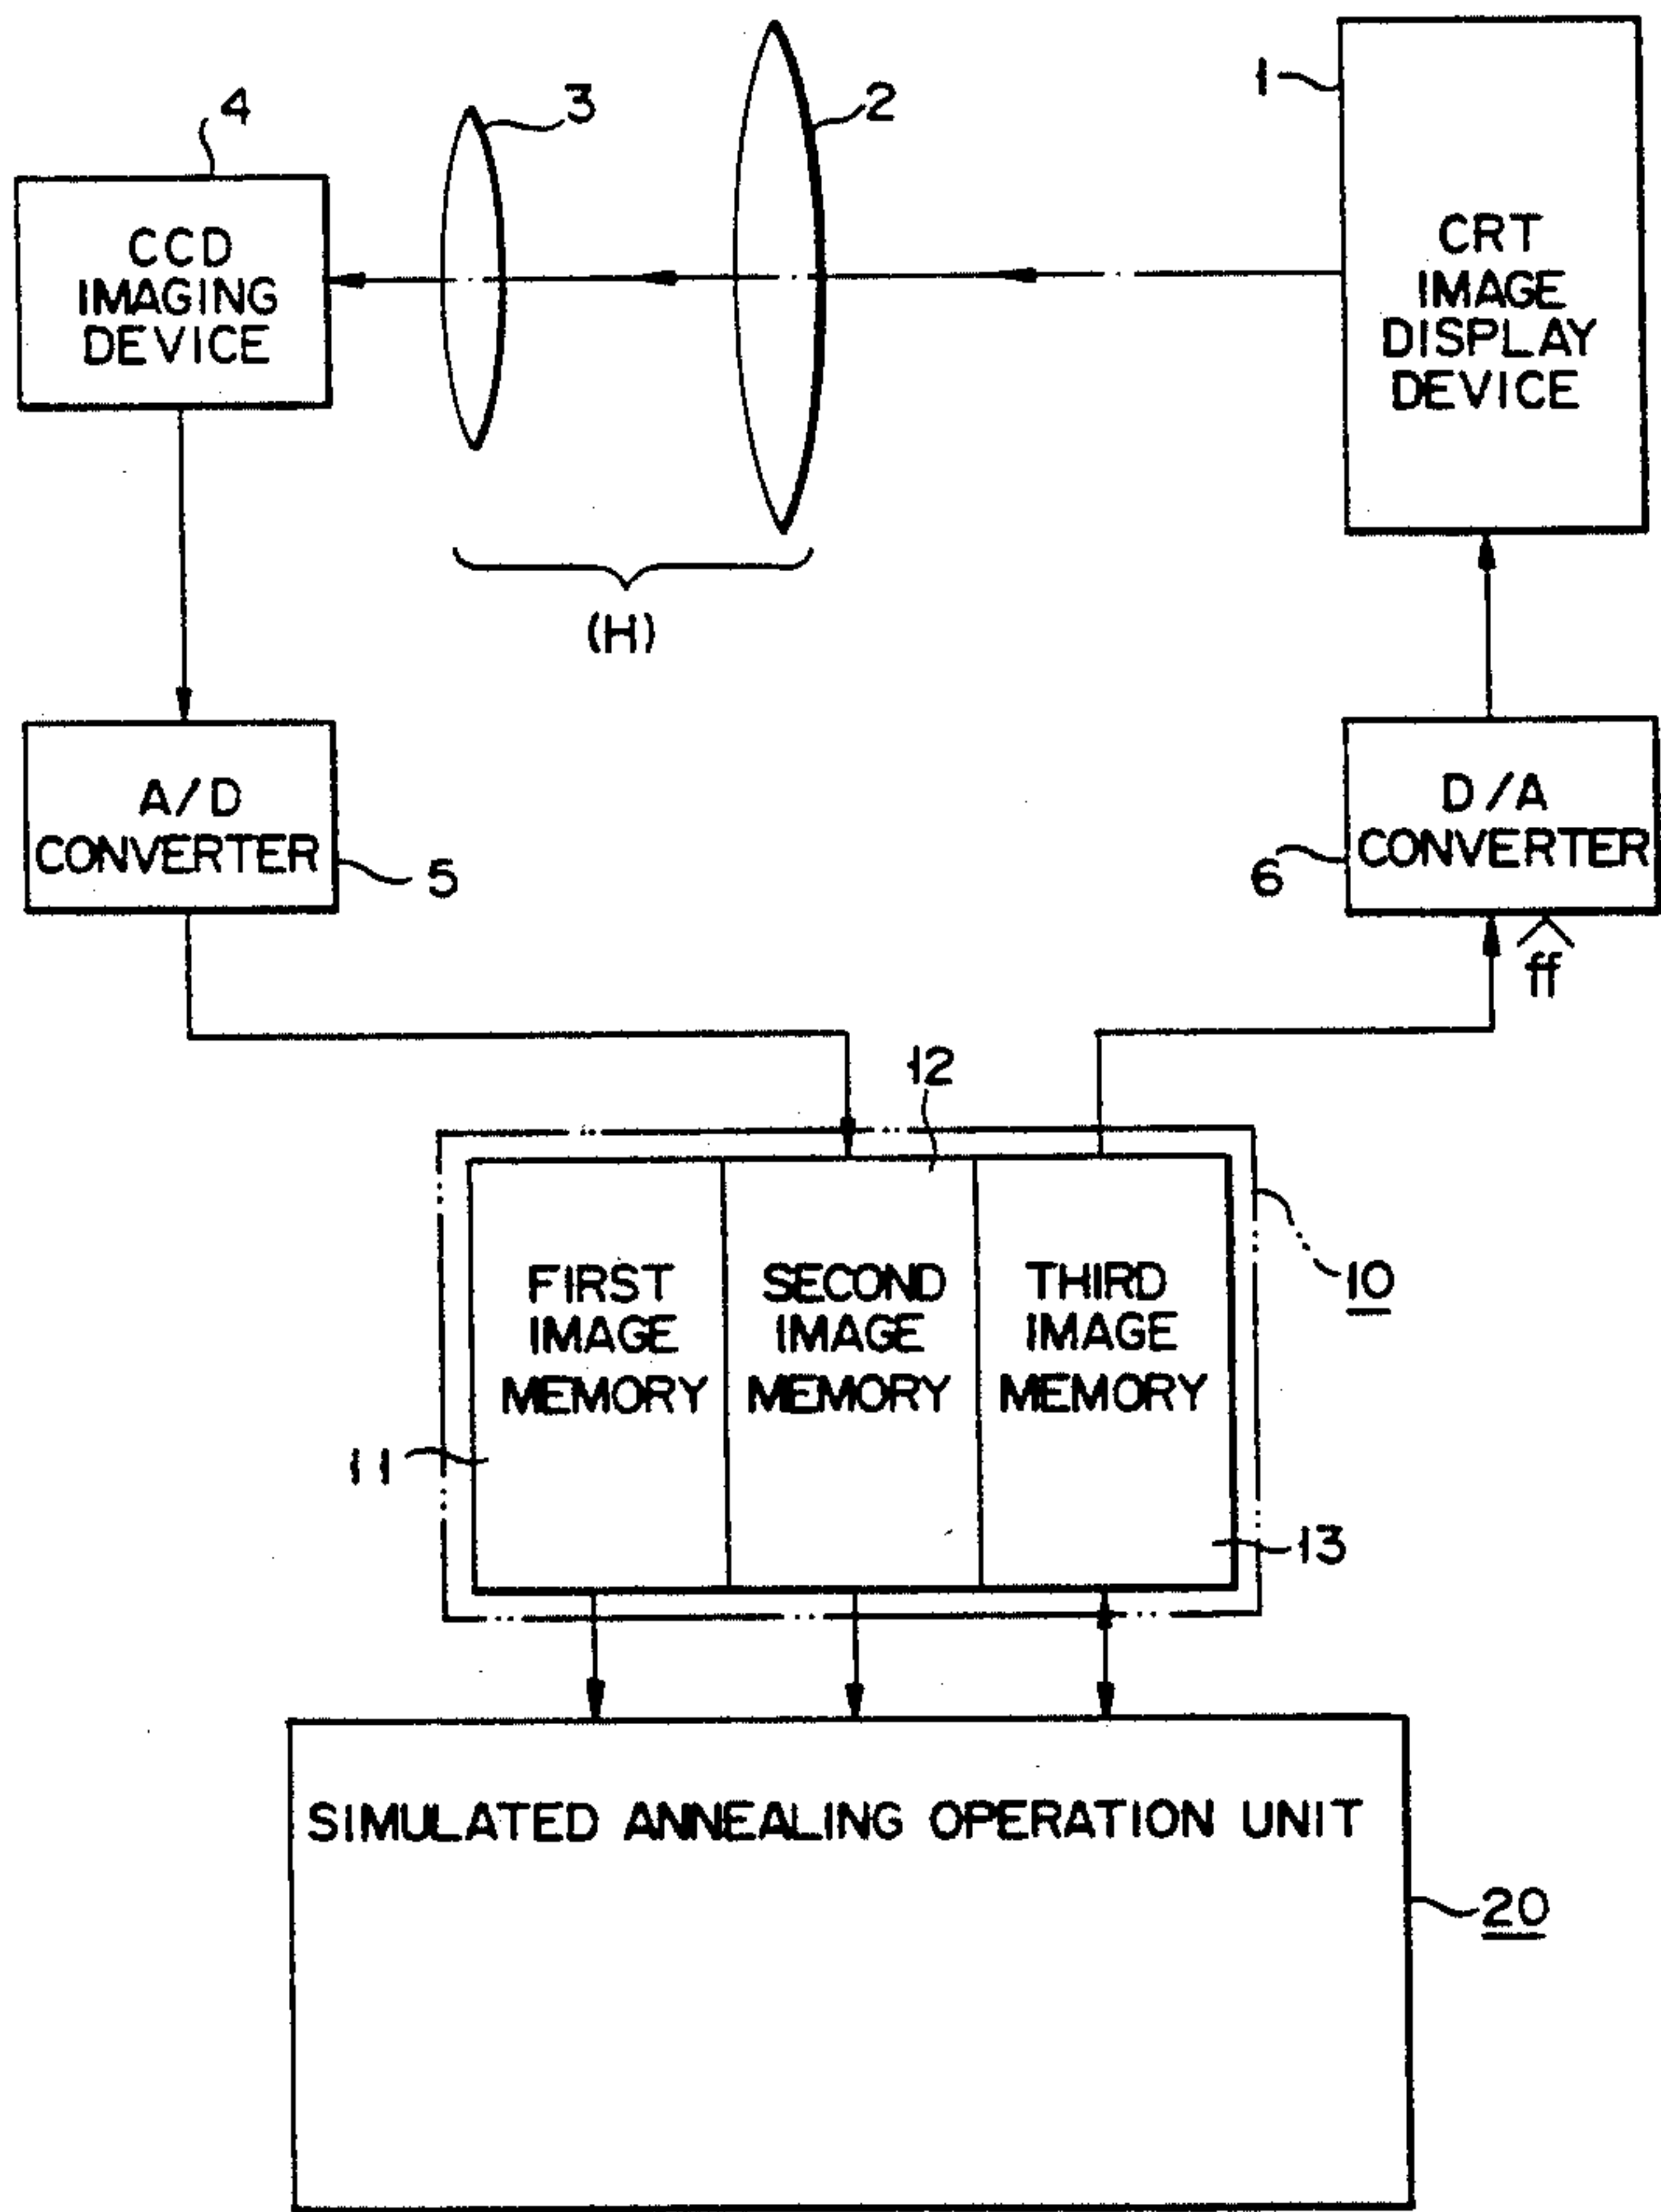 4
3
2
1
CCD
IMAGING
DEVICE
CRT
IMAGE
DISPLAY
DEVICE
(H)
A/D
CONVERTER
5
D/A
CONVERTER
6
ff
12
FIRST
IMAGE
MEMORY
SECOND
IMAGE
MEMORY
THIRD
IMAGE
MEMORY
10
11
13
SIMULATED ANNEALING OPERATION UNIT
20